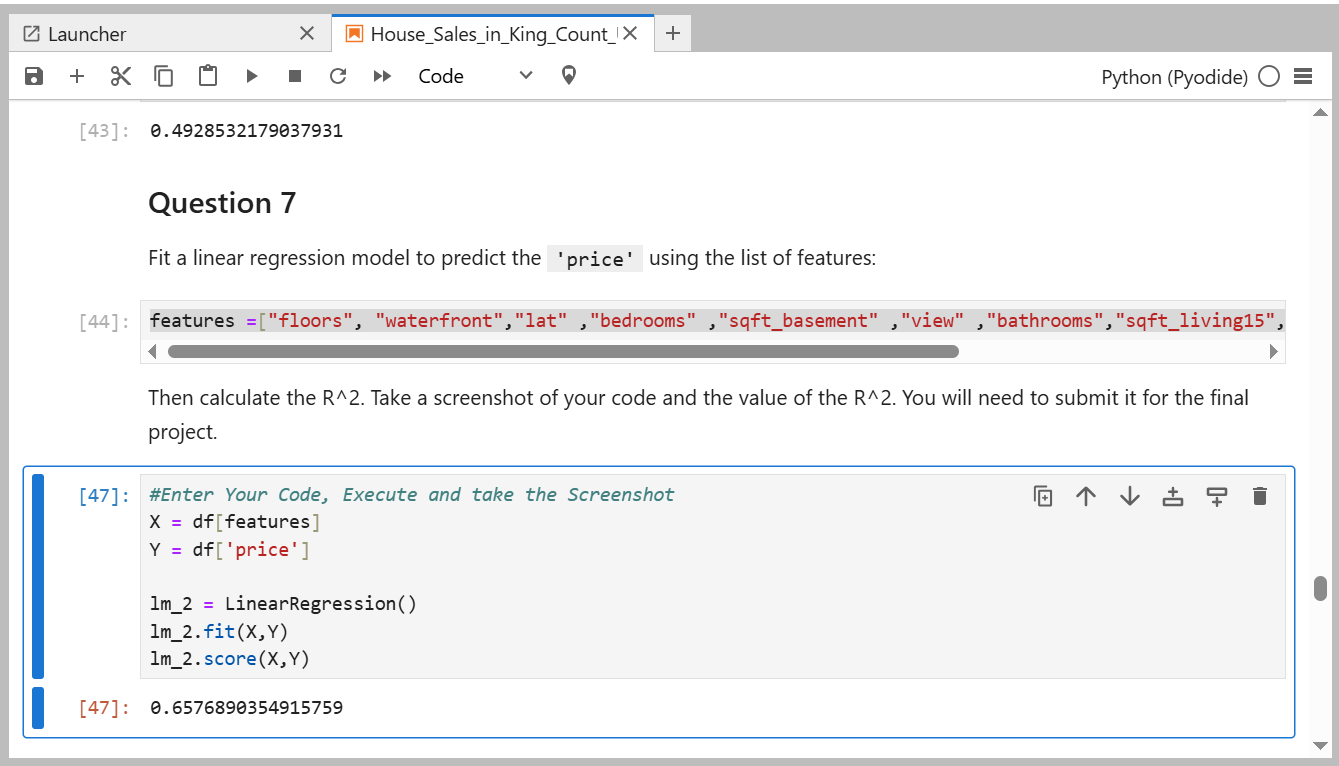 Launcher
House_Sales_in_King_Count_
Code
Python (Pyodide)
[43]: 0.4928532179037931
Question 7
Fit a linear regression model to predict the 'price' using the list of features:
[44]: features =["floors", "waterfront","lat" ,"bedrooms" ,"sqft_basement" ,"view" ,"bathrooms","sqft_living15",
Then calculate the R^2. Take a screenshot of your code and the value of the R^2. You will need to submit it for the final
project.
[47]: #Enter Your Code, Execute and take the Screenshot
X = df[features]
Y = df['price']
lm_2 = LinearRegression()
lm_2.fit(X,Y)
lm_2.score(X,Y)
[47]: 0.6576890354915759